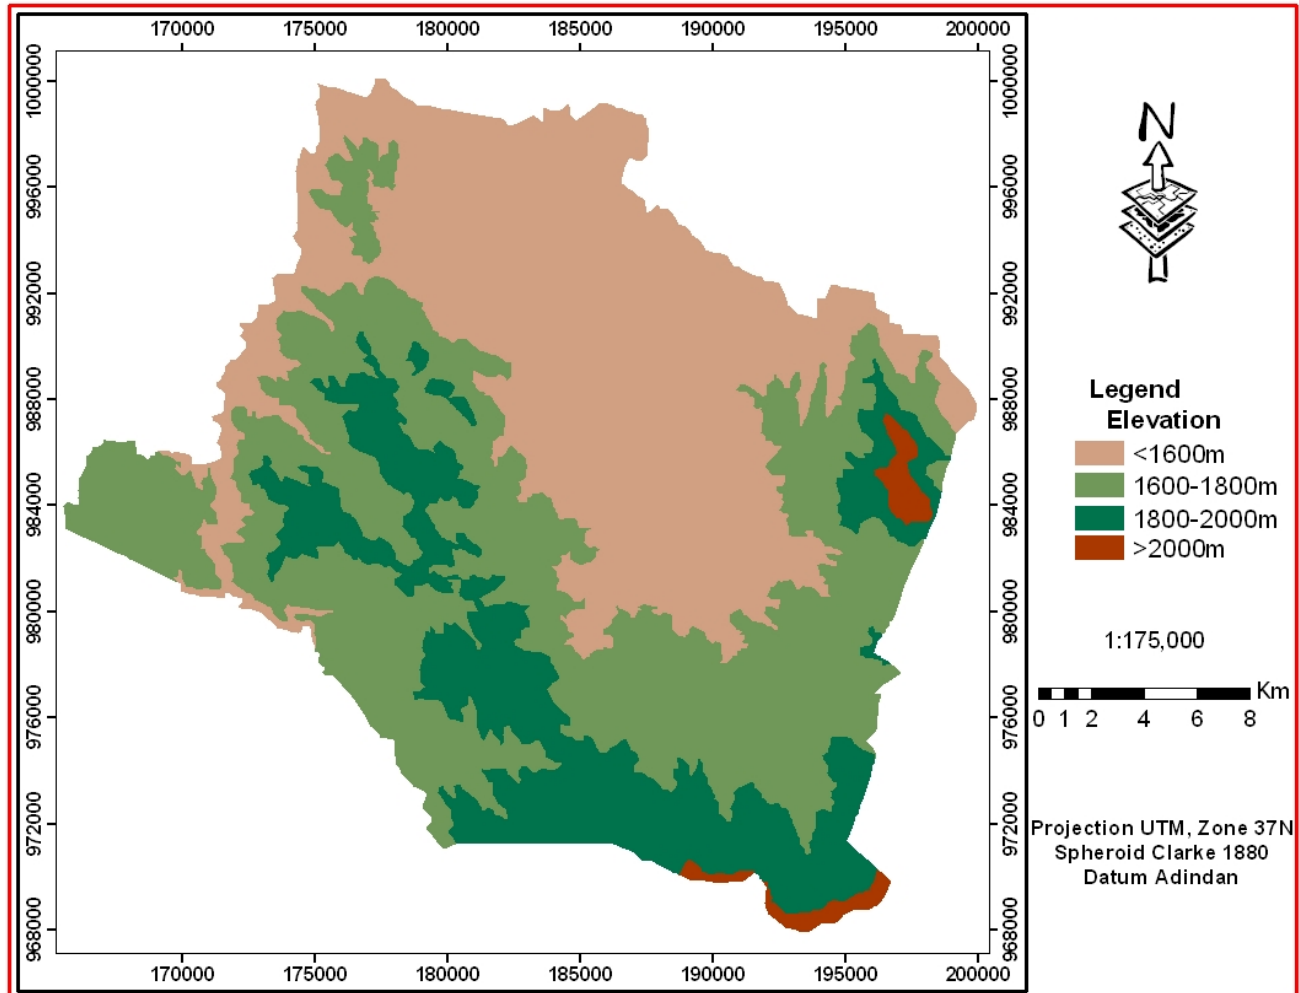 170000 175000 180000 185000 190000 195000 200000
1000000 1000000
996000 996000
992000 992000
988000 988000
984000 984000
980000 980000
976000 976000
972000 972000
968000 968000
170000 175000 180000 185000 190000 195000 200000
N
Legend
Elevation
<1600m
1600-1800m
1800-2000m
>2000m
1:175,000
Km
0 1 2 4 6 8
Projection UTM, Zone 37N
Spheroid Clarke 1880
Datum Adindan